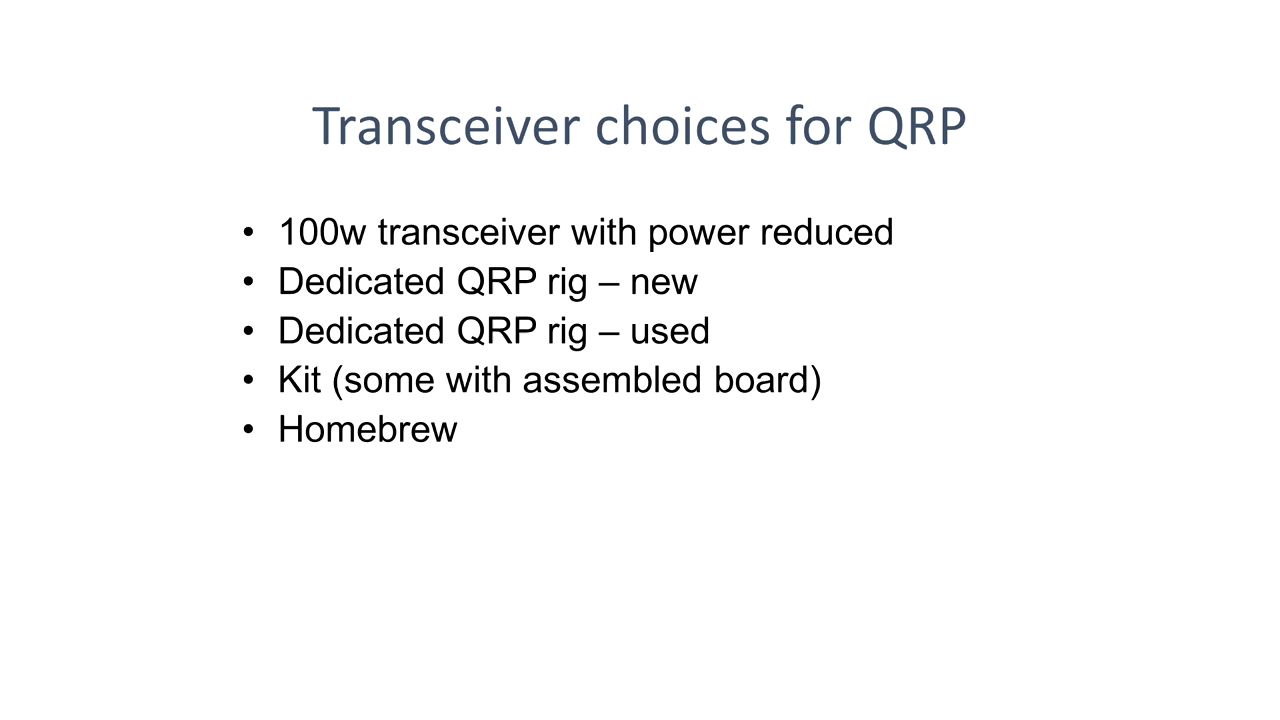 Transceiver choices for QRP
• 100w transceiver with power reduced
• Dedicated QRP rig – new
• Dedicated QRP rig – used
• Kit (some with assembled board)
• Homebrew